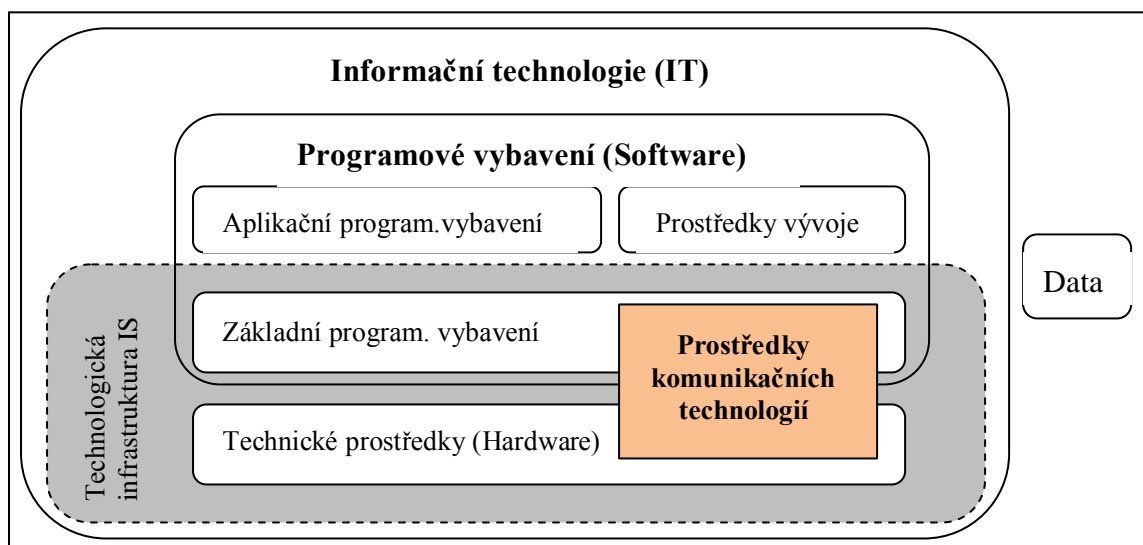 Informační technologie (IT)
Programové vybavení (Software)
Aplikační program.vybavení
Prostředky vývoje
Data
Technologická
infrastruktura IS
Základní program. vybavení
Prostředky
komunikačních
technologií
Technické prostředky (Hardware)